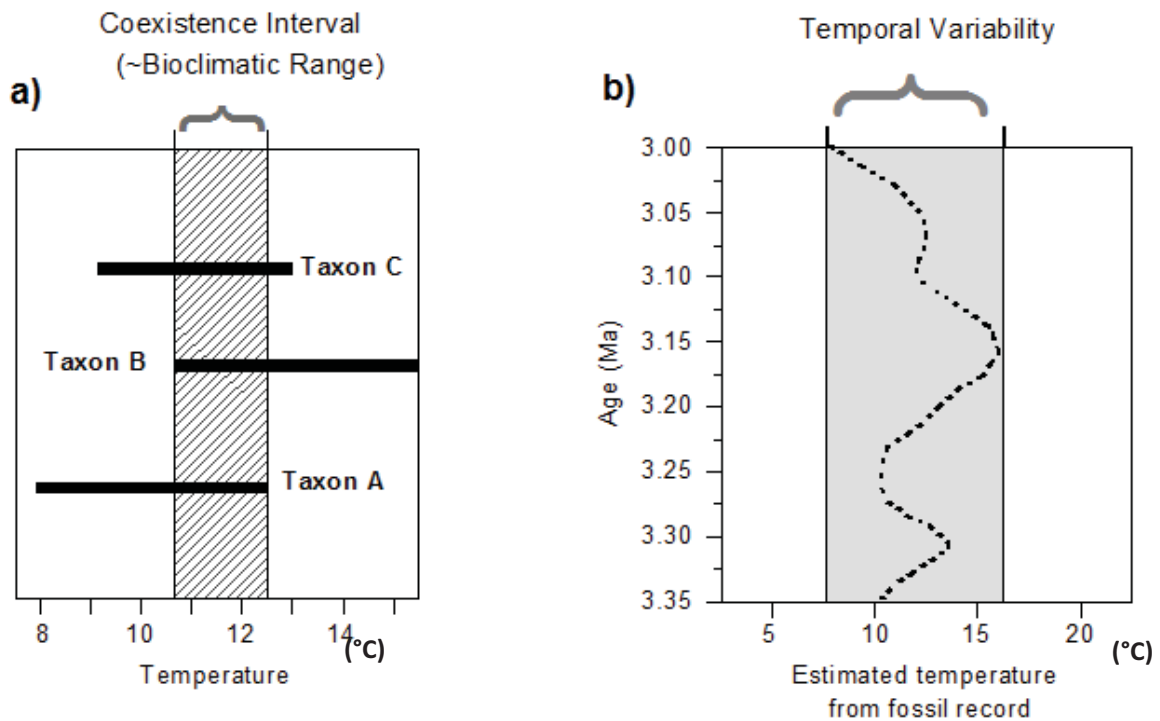 Coexistence Interval
(~Bioclimatic Range)
a)
Taxon C
Taxon B
Taxon A
8 10 12 14
(°C)
Temperature
Temporal Variability
b)
3.00
3.05
3.10
3.15
3.20
3.25
3.30
3.35
Age (Ma)
5 10 15 20
(°C)
Estimated temperature
from fossil record